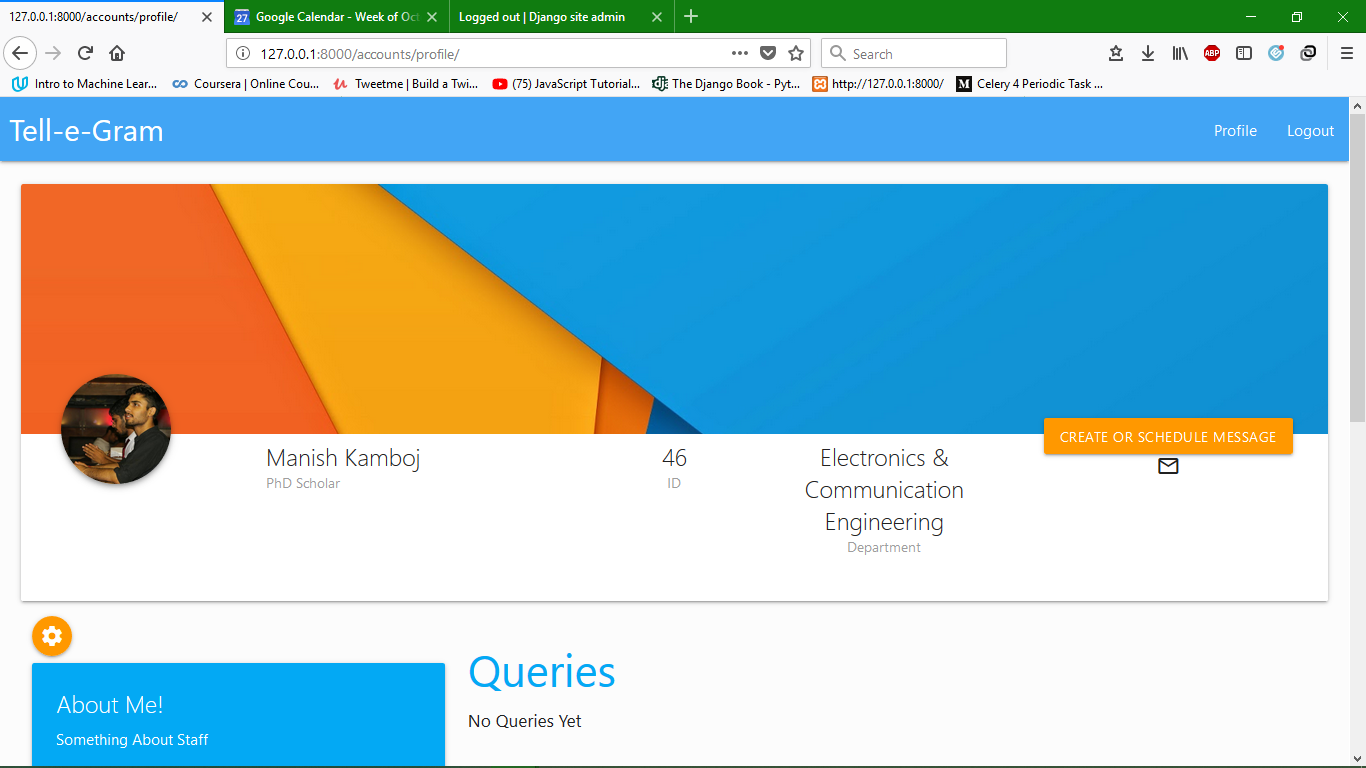 127.0.0.1:8000/accounts/profile/
Google Calendar - Week of Oct
Logged out | Django site admin
127.0.0.1:8000/accounts/profile/
Search
ABP
Intro to Machine Lear...
Coursera | Online Cou...
Tweetme | Build a Twi...
(75) JavaScript Tutorial...
The Django Book - Pyt...
http://127.0.0.1:8000/
Celery 4 Periodic Task ...
27
dj
M
Tell-e-Gram
Profile
Logout
CREATE OR SCHEDULE MESSAGE
Manish Kamboj
PhD Scholar
46
ID
Electronics &
Communication
Engineering
Department
About Me!
Something About Staff
Queries
No Queries Yet